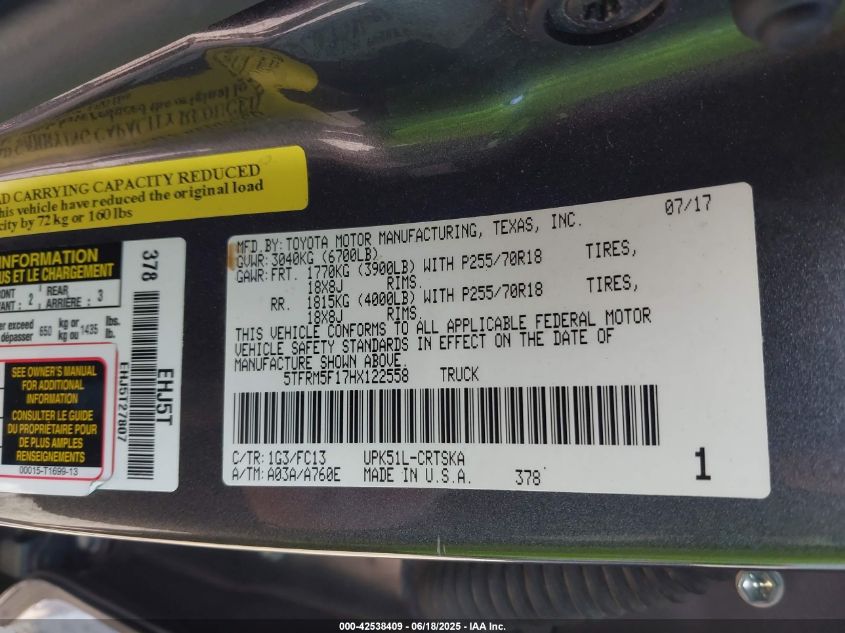 AD CARRYING CAPACITY REDUCED
this vehicle have reduced the original load
city by 72 kg or 160 lbs
INFORMATION
US ET LE CHARGEMENT
2 REAR ARRIÈRE : 3
er exceed
dépasser 650 kg or kg ou 1435 lbs. lb.
SEE OWNER'S MANUAL
FOR ADDITIONAL
INFORMATION
CONSULTER LE GUIDE
DU PROPRIÉTAIRE POUR
DE PLUS AMPLES
RENSEIGNEMENTS
00015-T1699-13
378
EHJ5T
EHJ5T27807
07/17
MFD.BY: TOYOTA MOTOR MANUFACTURING, TEXAS, INC.
GVWR: 3040KG (6700LB)
GAWR: FRT. 1770KG (3900LB) WITH P255/70R18 TIRES,
18X8J RIMS.
RR. 1815KG (4000LB) WITH P255/70R18 TIRES,
18X8J RIMS.
THIS VEHICLE CONFORMS TO ALL APPLICABLE FEDERAL MOTOR
VEHICLE SAFETY STANDARDS IN EFFECT ON THE DATE OF
MANUFACTURE SHOWN ABOVE.
5TFRM5F17HX122558 TRUCK
C/TR: 1G3/FC13 UPK51L-CRTSKA
A/TM: A03A/A760E MADE IN U.S.A. 378
1
000-42538409 - 06/18/2025 - IAA Inc.